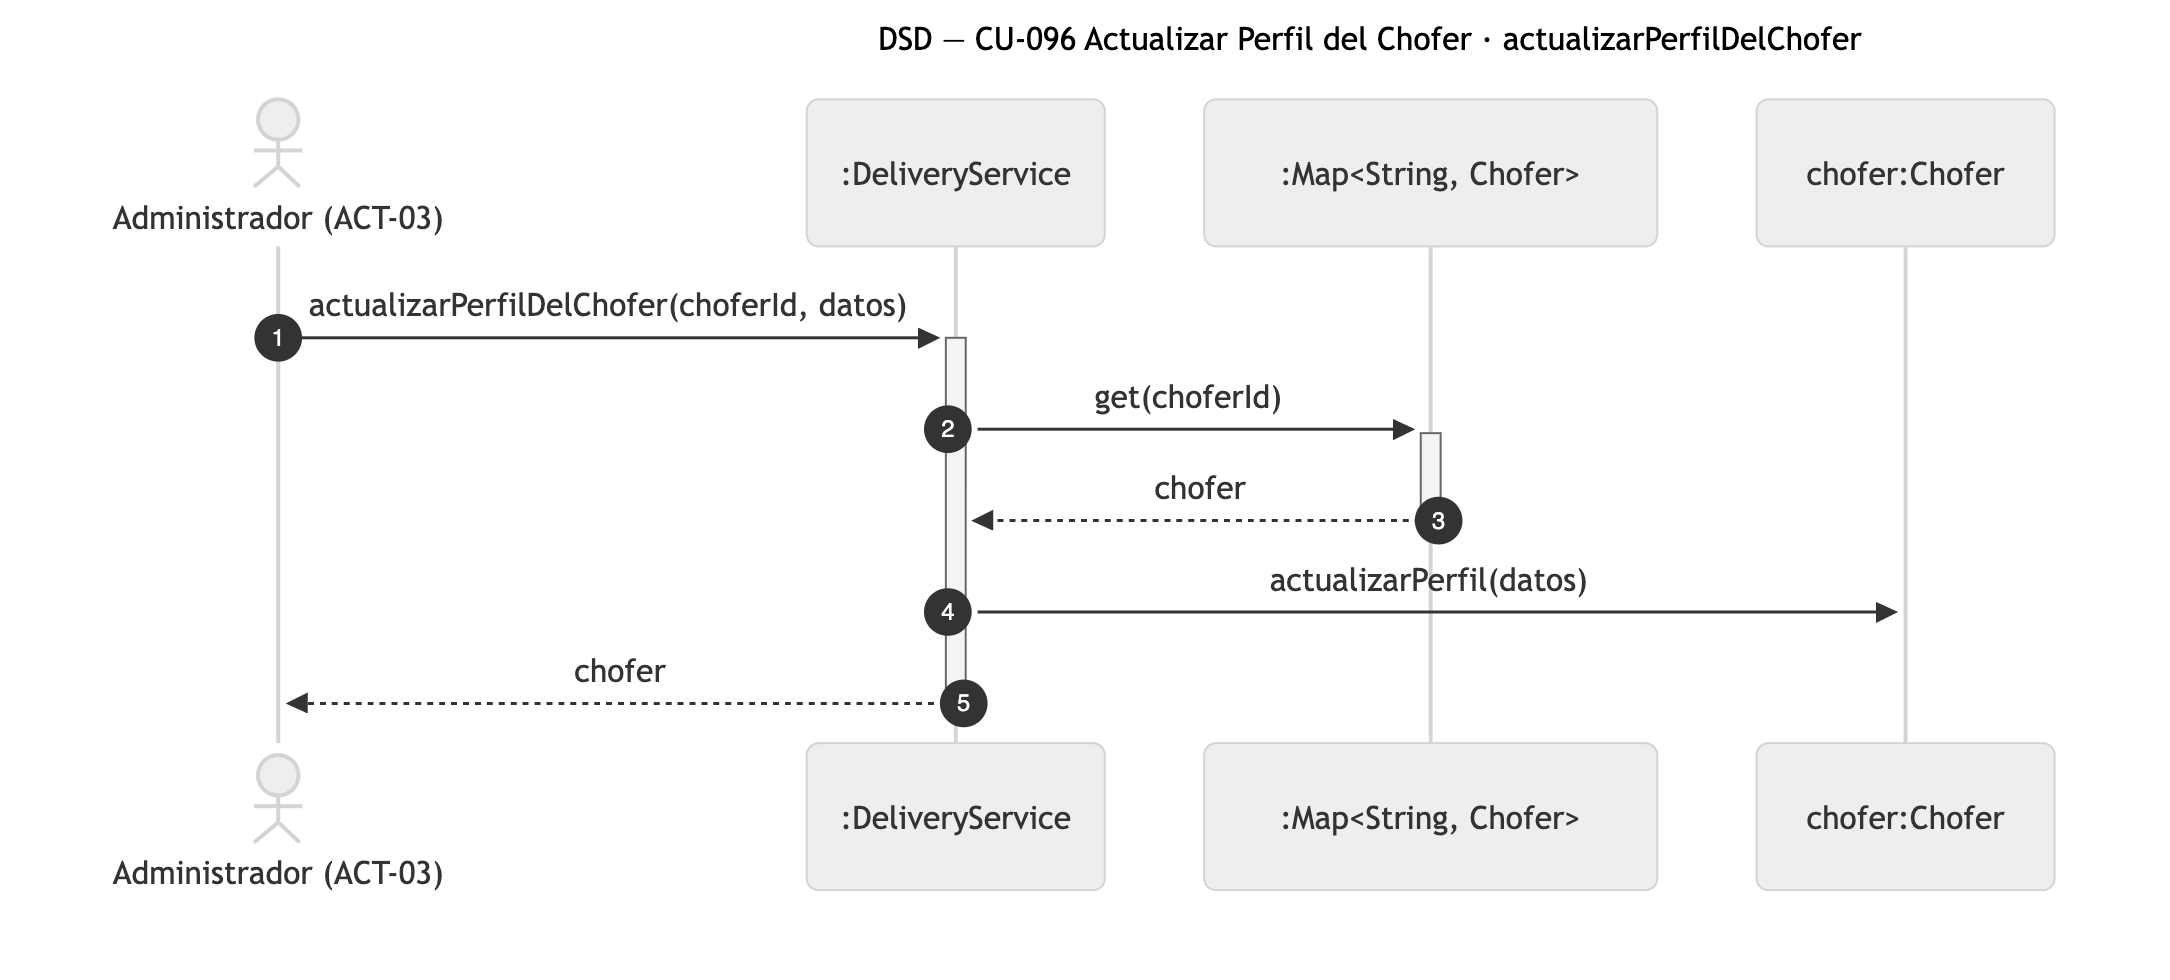 DSD — CU-096 Actualizar Perfil del Chofer · actualizarPerfilDelChofer
Administrador (ACT-03)
:DeliveryService
:Map<String, Chofer>
chofer:Chofer
actualizarPerfilDelChofer(choferId, datos)
1
get(choferId)
2
chofer
3
actualizarPerfil(datos)
4
chofer
5
:DeliveryService
:Map<String, Chofer>
chofer:Chofer
Administrador (ACT-03)